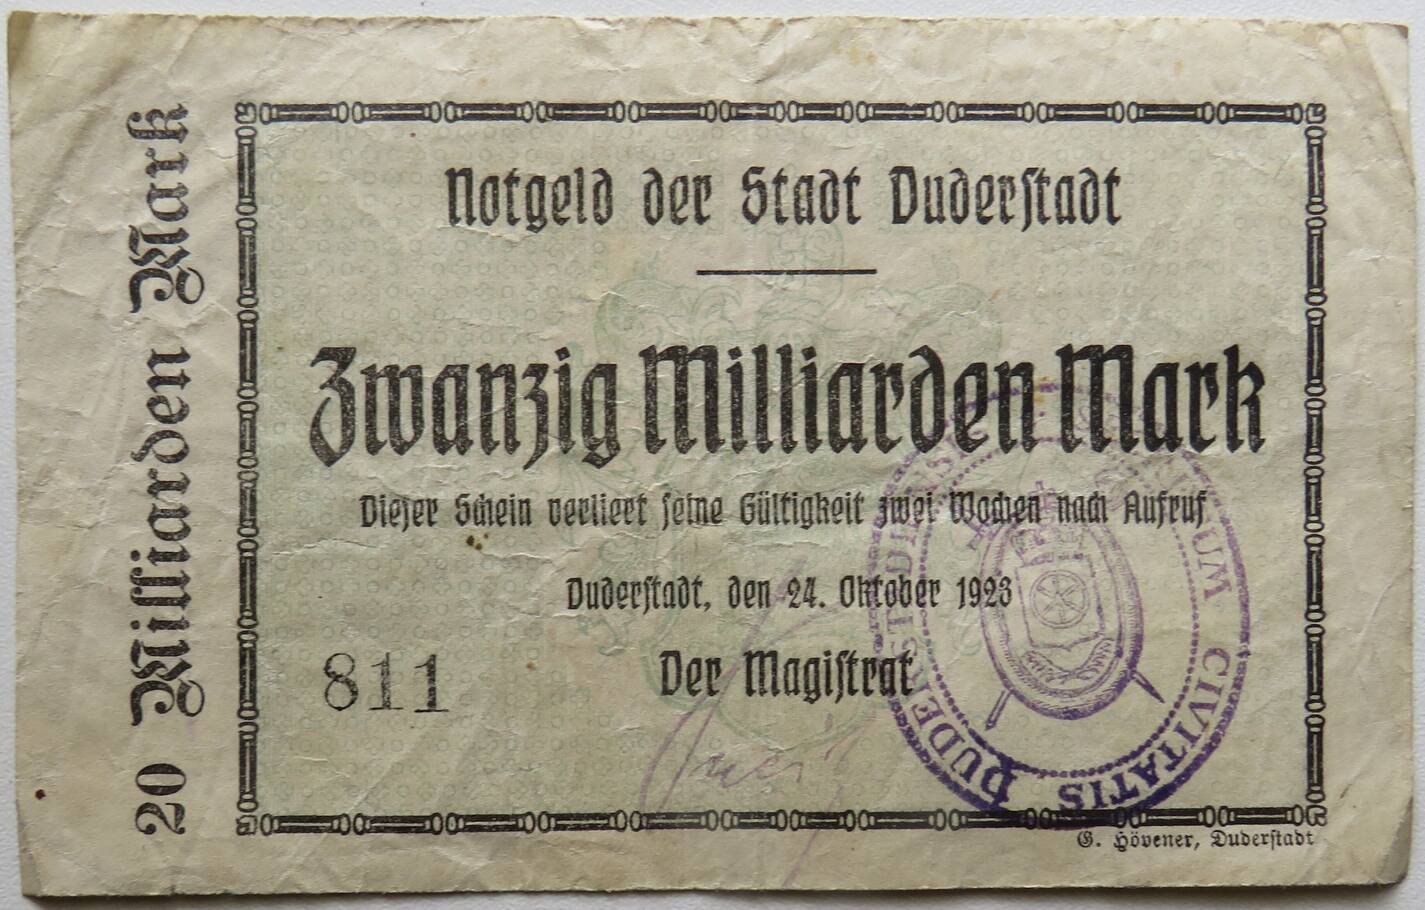 20 Milliarden Mark
Notgeld der Stadt Duderstadt
Zwanzig Milliarden Mark
Dieser Schein verliert seine Gültigkeit zwei Wochen nach Aufruf
Duderstadt, den 24. Oktober 1923
811
Der Magistrat
CIVITATIS
G. Hövener, Duderstadt